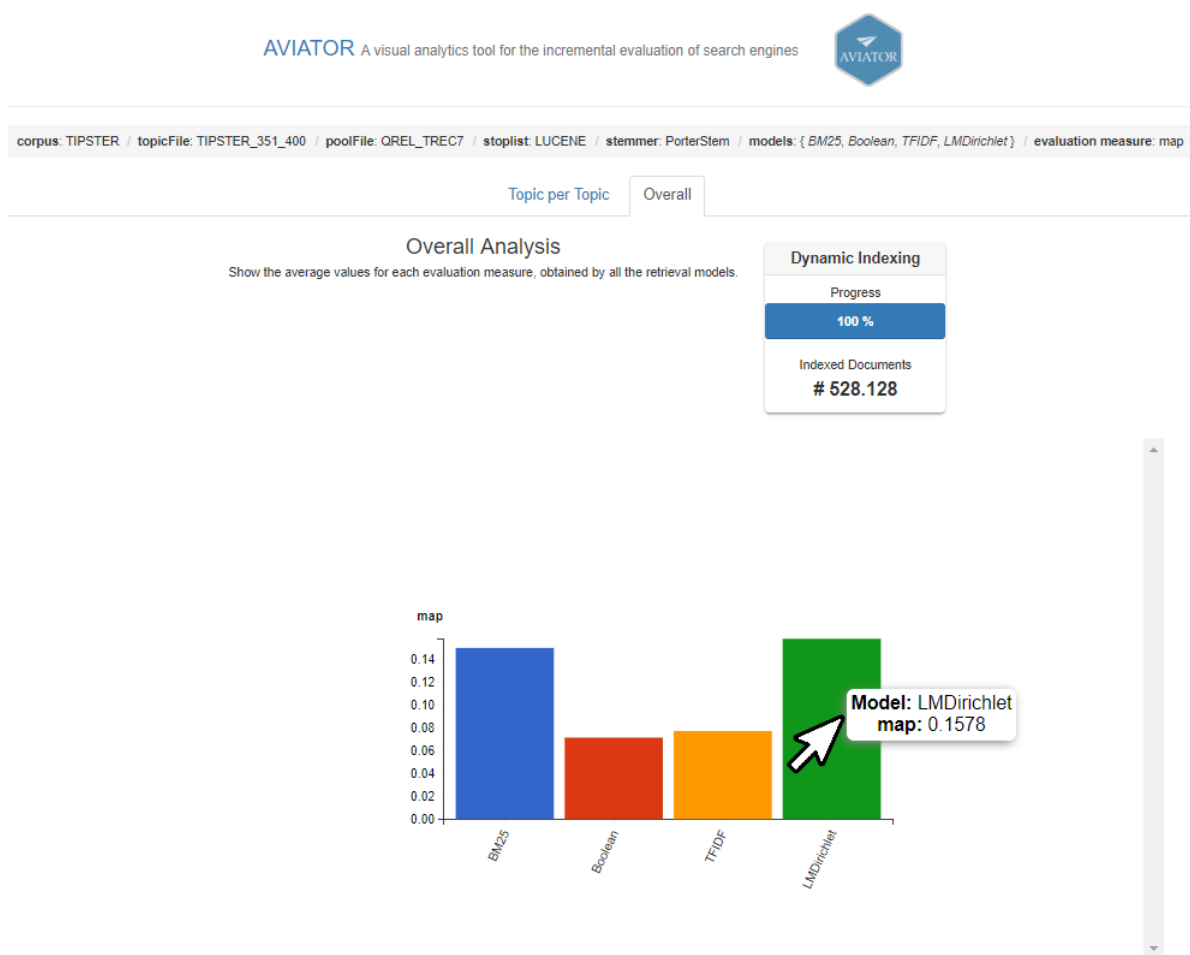 AVIATOR A visual analytics tool for the incremental evaluation of search engines
AVIATOR
corpus: TIPSTER / topicFile: TIPSTER_351_400 / poolFile: QREL_TREC7 / stoplist: LUCENE / stemmer: PorterStem / models: { BM25, Boolean, TFIDF, LMDirichlet } / evaluation measure: map
Topic per Topic
Overall
Overall Analysis
Show the average values for each evaluation measure, obtained by all the retrieval models.
Dynamic Indexing
Progress
100 %
Indexed Documents
# 528.128
map
0.14
0.12
0.10
0.08
0.06
0.04
0.02
0.00
Model: LMDirichlet
map: 0.1578
BM25
Boolean
TFIDF
LMDirichlet